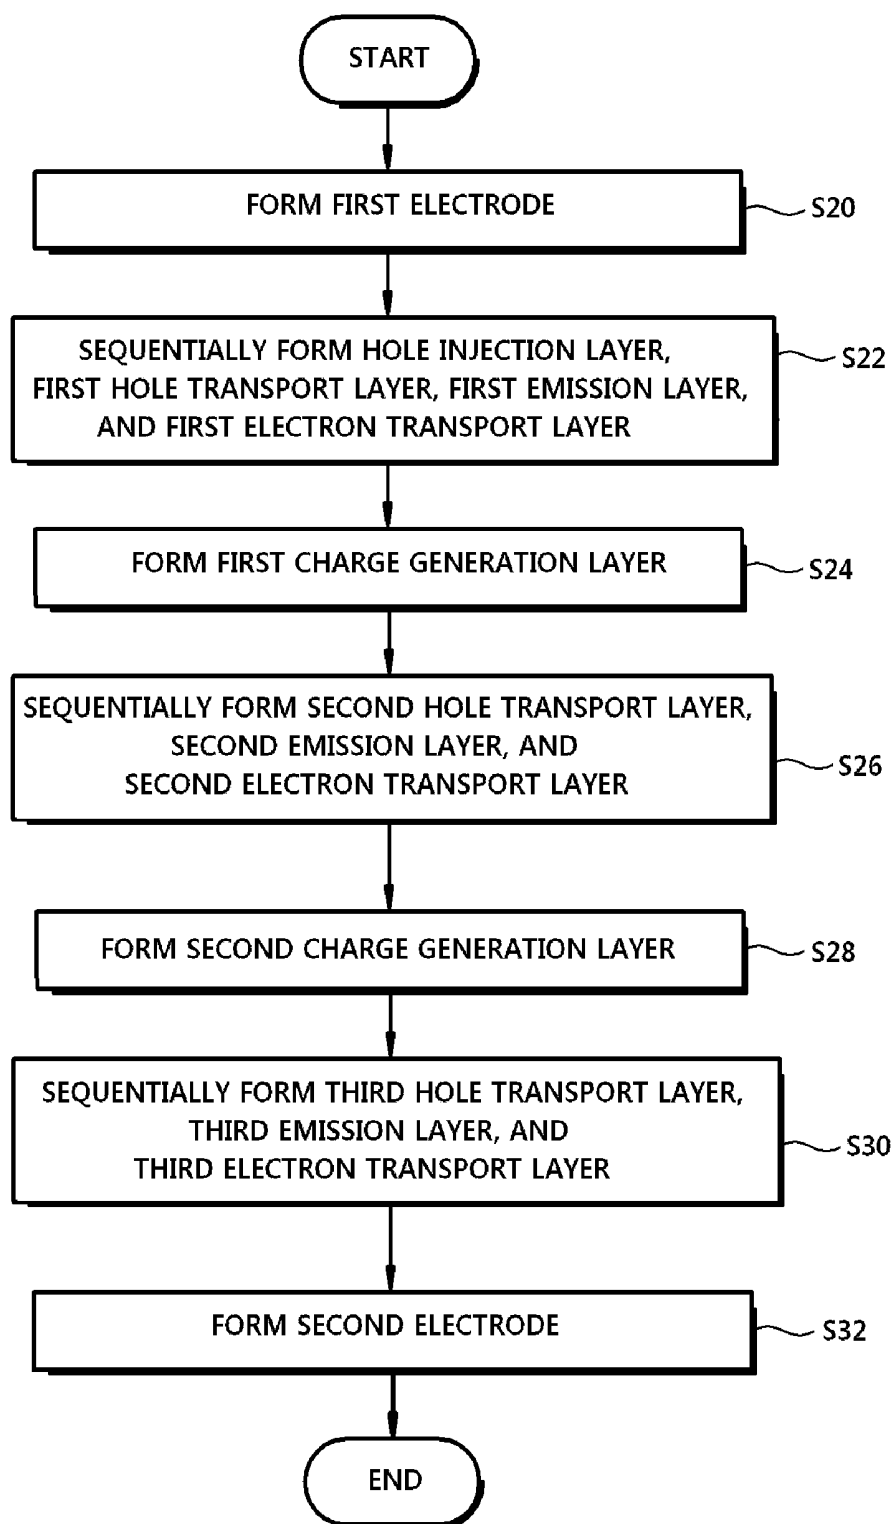 START
FORM FIRST ELECTRODE
S20
SEQUENTIALLY FORM HOLE INJECTION LAYER,
FIRST HOLE TRANSPORT LAYER, FIRST EMISSION LAYER,
AND FIRST ELECTRON TRANSPORT LAYER
S22
FORM FIRST CHARGE GENERATION LAYER
S24
SEQUENTIALLY FORM SECOND HOLE TRANSPORT LAYER,
SECOND EMISSION LAYER, AND
SECOND ELECTRON TRANSPORT LAYER
S26
FORM SECOND CHARGE GENERATION LAYER
S28
SEQUENTIALLY FORM THIRD HOLE TRANSPORT LAYER,
THIRD EMISSION LAYER, AND
THIRD ELECTRON TRANSPORT LAYER
S30
FORM SECOND ELECTRODE
S32
END